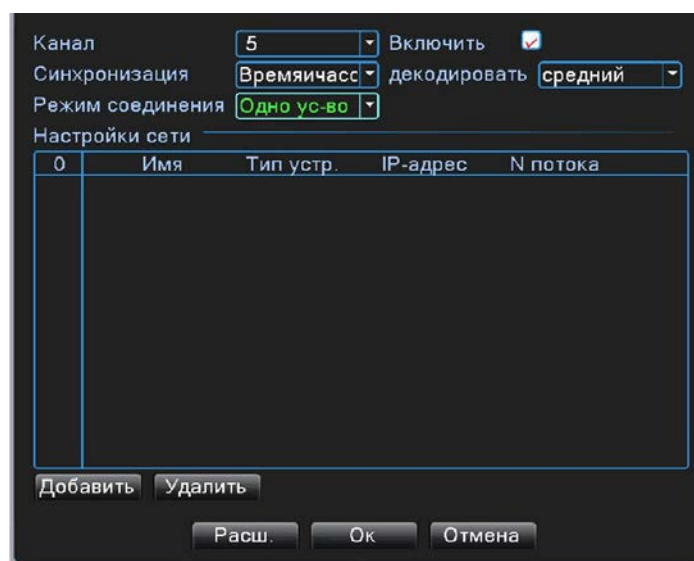 Канал 5 Включить
Синхронизация Времяичасс декодировать средний
Режим соединения Одно ус-во
Настройки сети
0 Имя Тип устр. IP-адрес N потока
Добавить Удалить
Расш. Ок Отмена